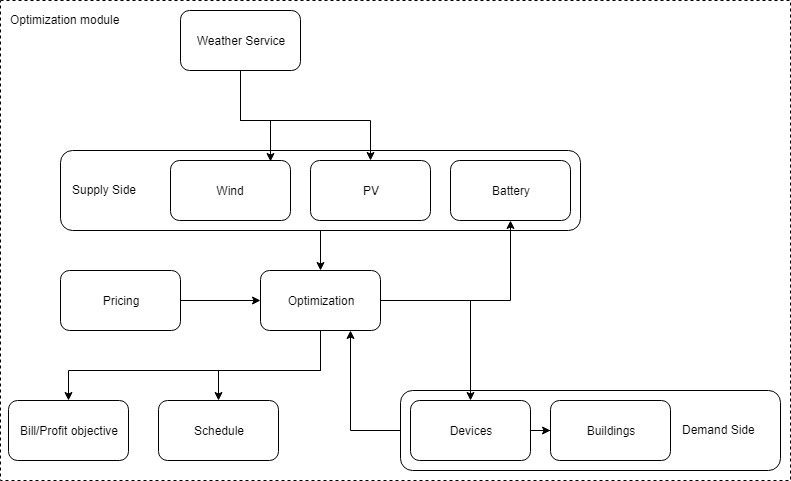 Optimization module
Weather Service
Supply Side
Wind
PV
Battery
Pricing
Optimization
Bill/Profit objective
Schedule
Devices
Buildings
Demand Side